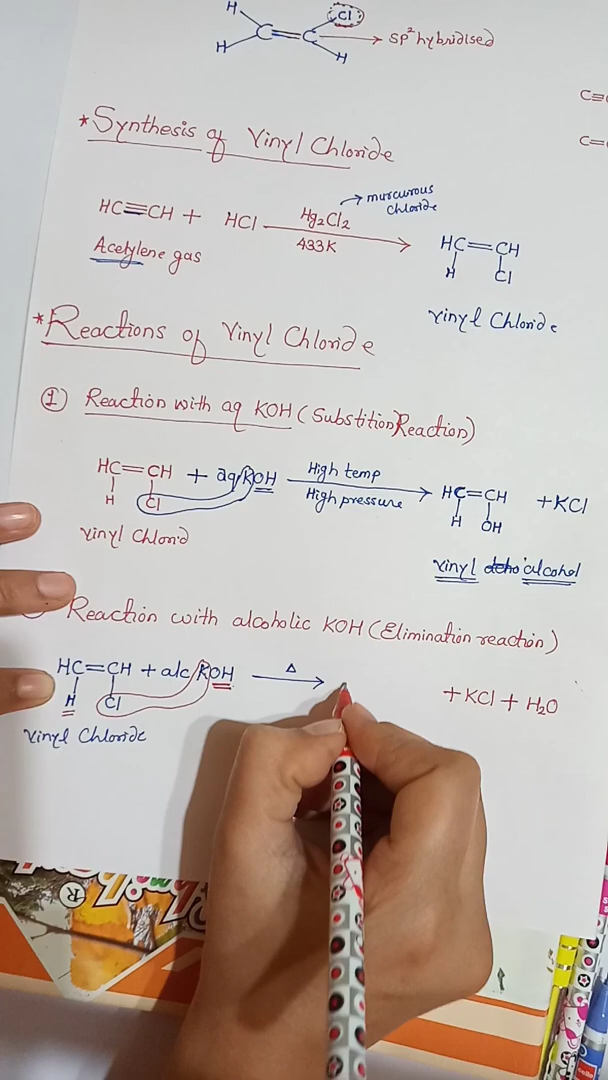 H Cl
C=C → sp² hybridised
H H
C≡
C=
*Synthesis of Vinyl Chloride
HC≡CH + HCl Hg₂Cl₂ → murcurous
chloride
433K
HC=CH
H Cl
Acetylene gas
vinyl Chloride
*Reactions of Vinyl Chloride
① Reaction with aq KOH (Substition Reaction)
HC=CH + aq KOH High temp HC=CH + KCl
High pressure
H Cl H OH
vinyl Chlorid
vinyl alcohol
Reaction with alcoholic KOH (Elimination reaction)
HC=CH + alc KOH Δ → + KCl + H₂O
H Cl
vinyl Chloride
R